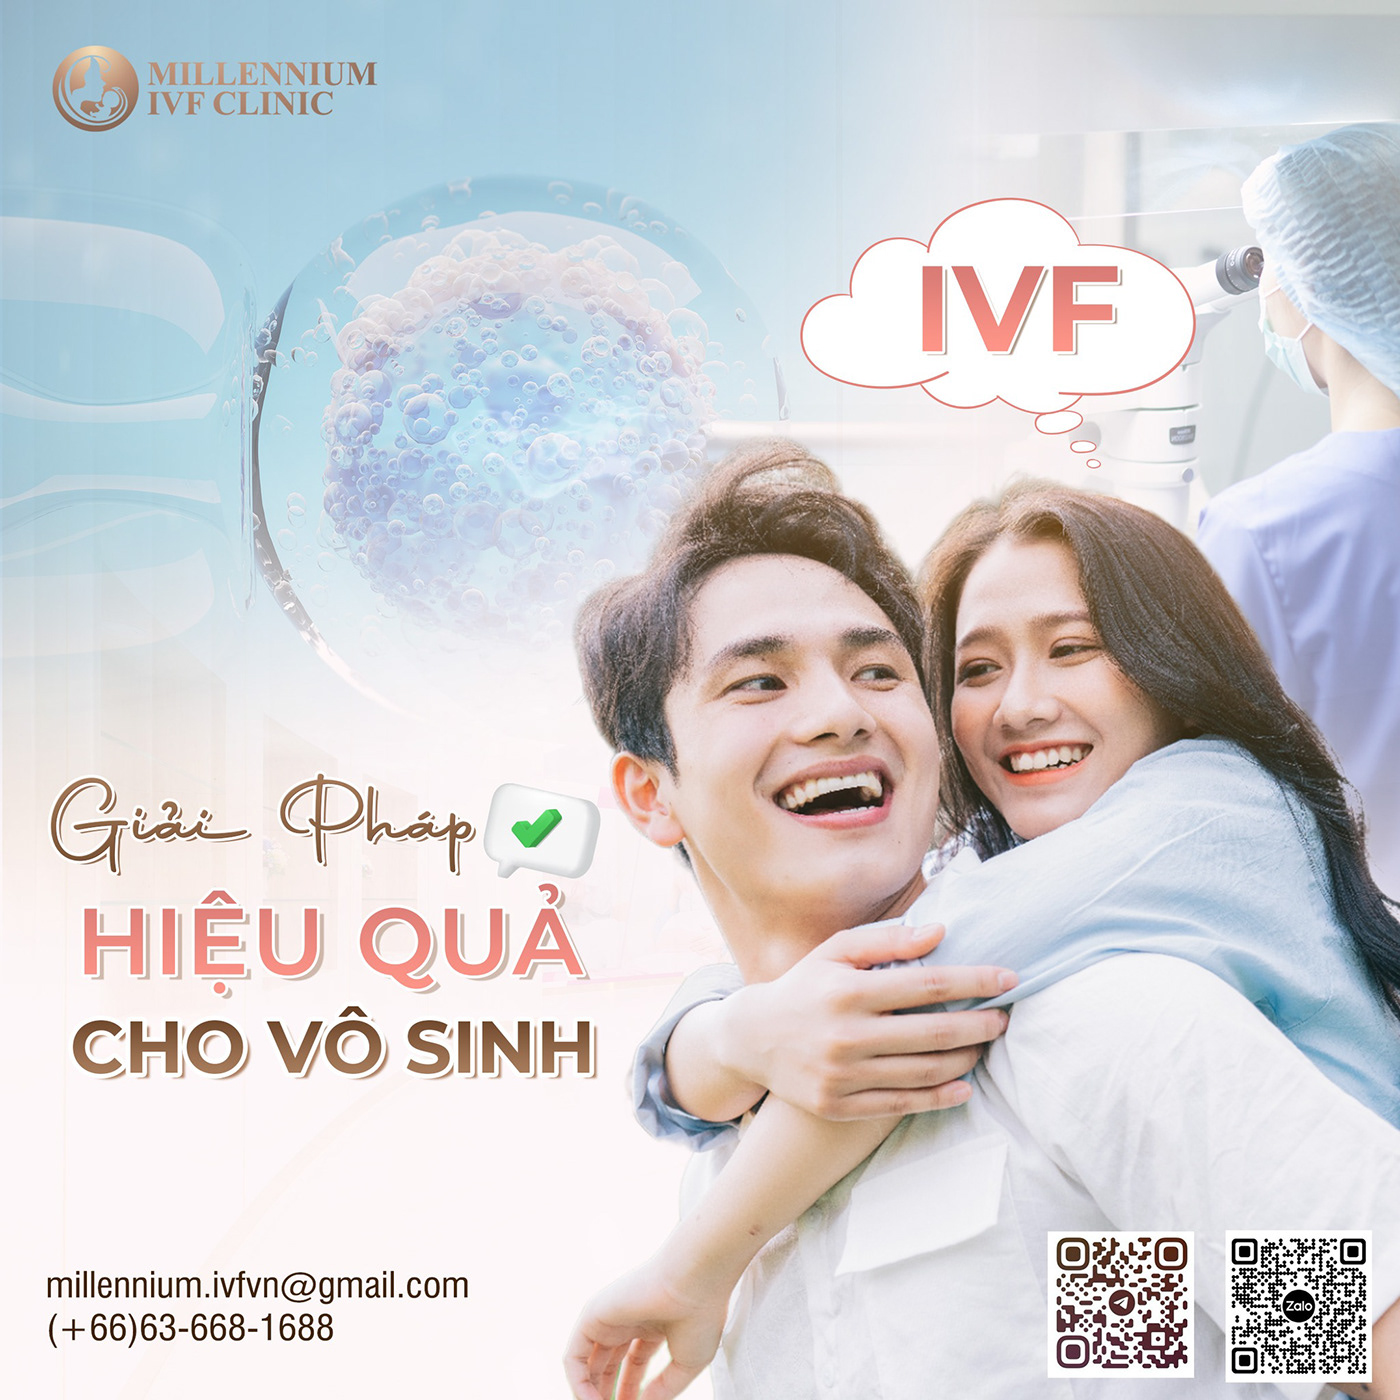 MILLENNIUM
IVF CLINIC
IVF
Giải Pháp
HIỆU QUẢ
CHO VÔ SINH
millennium.ivfvn@gmail.com
(+66)63-668-1688
Zalo